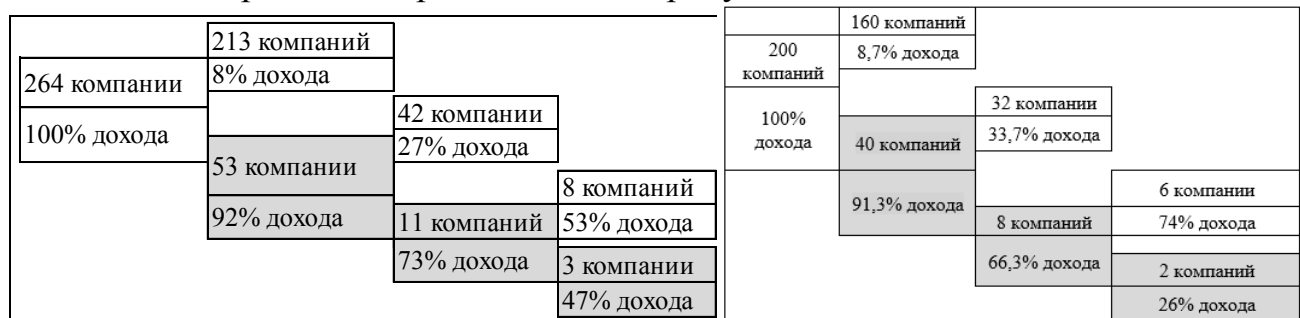 213 компаний
264 компании
8% дохода
100% дохода
42 компании
27% дохода
53 компании
92% дохода
8 компаний
11 компаний
53% дохода
73% дохода
3 компании
47% дохода
160 компаний
200
компаний
8,7% дохода
100%
дохода
32 компании
33,7% дохода
40 компаний
91,3% дохода
6 компании
8 компаний
74% дохода
66,3% дохода
2 компаний
26% дохода